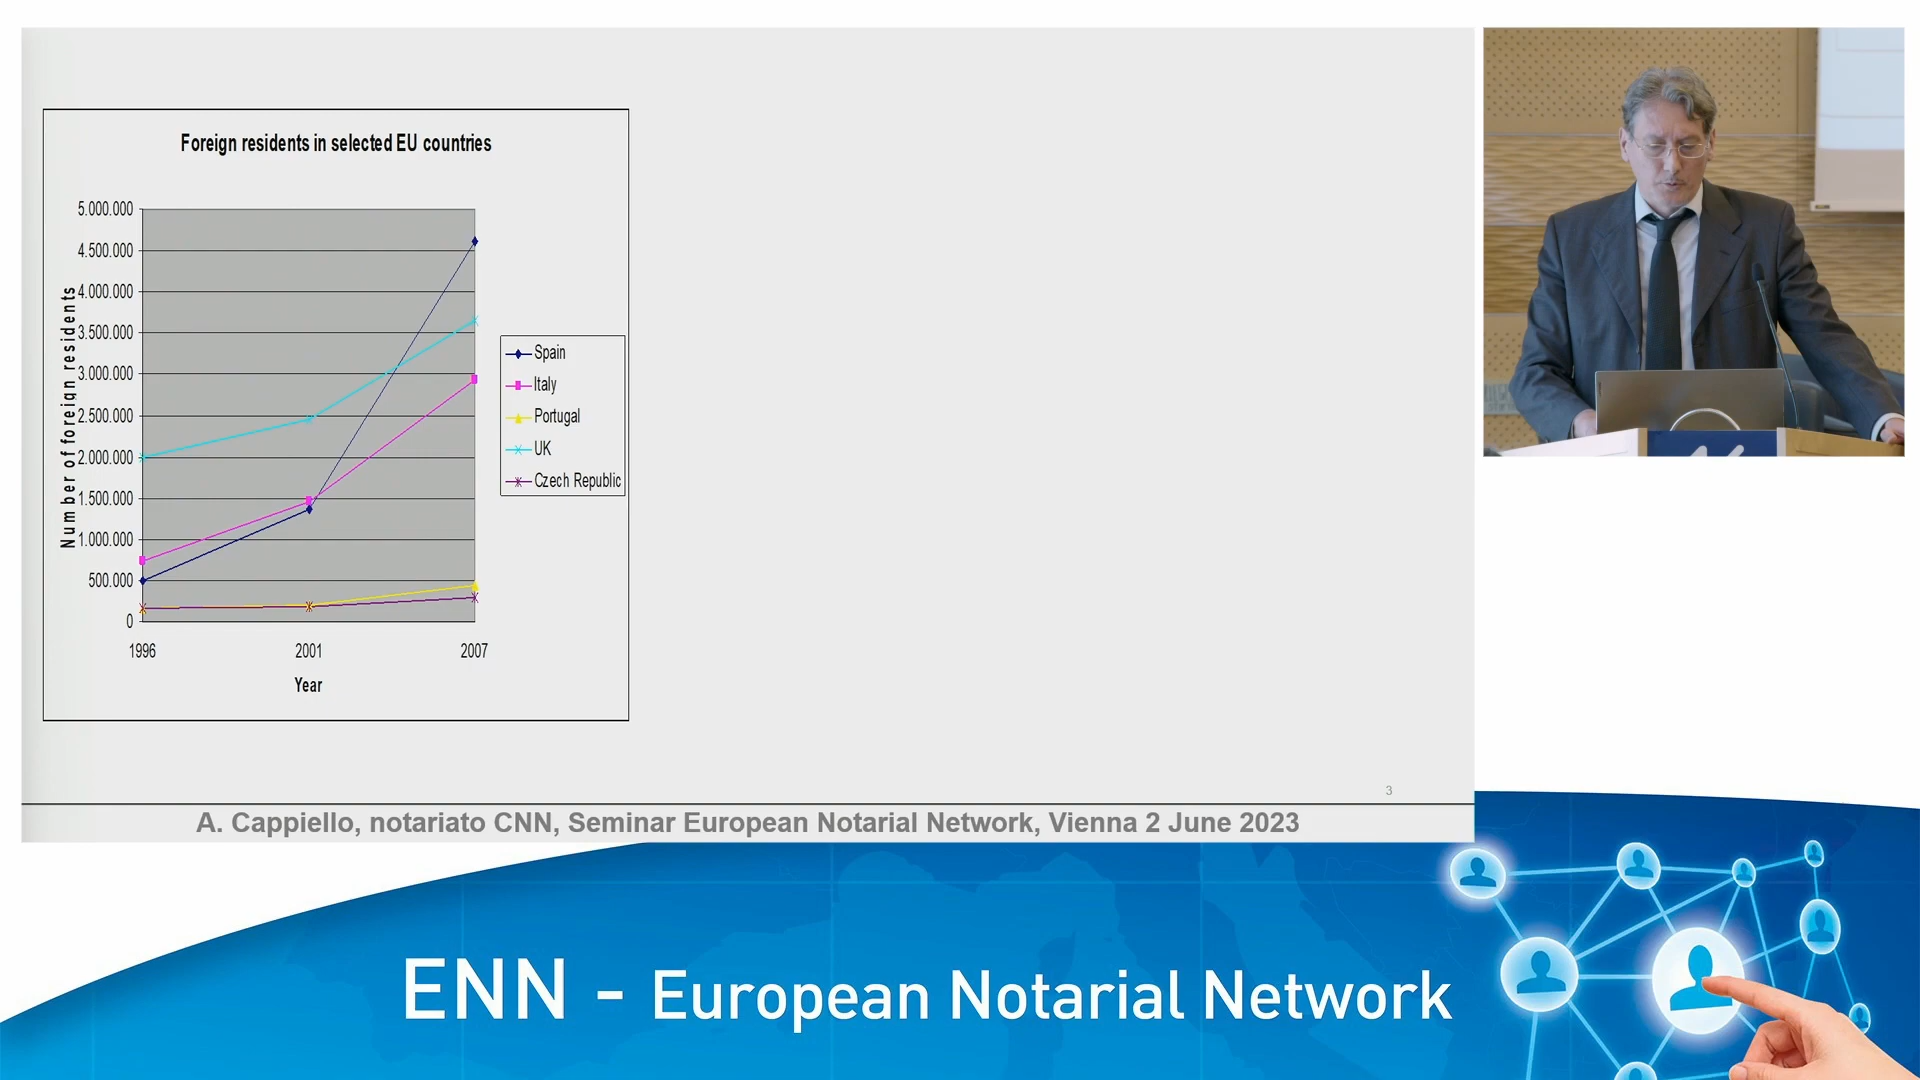 Foreign residents in selected EU countries
Number of foreign residents
5.000.000
4.500.000
4.000.000
3.500.000
3.000.000
2.500.000
2.000.000
1.500.000
1.000.000
500.000
0
1996 2001 2007
Year
Spain
Italy
Portugal
UK
Czech Republic
3
A. Cappiello, notariato CNN, Seminar European Notarial Network, Vienna 2 June 2023
ENN - European Notarial Network